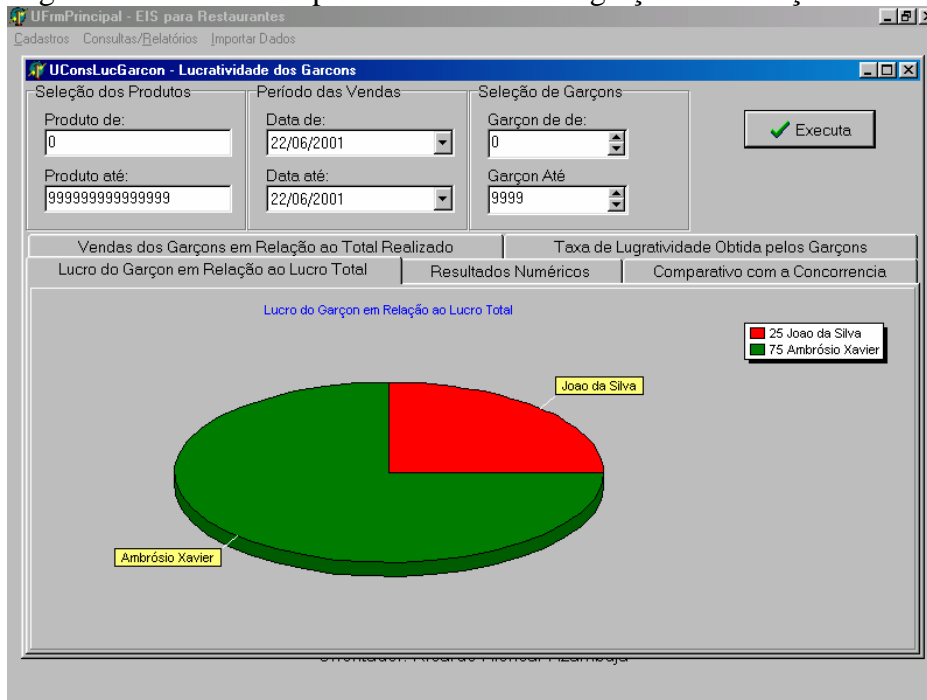 UFrmPrincipal - EIS para Restaurantes
Cadastros Consultas/Relatórios Importar Dados
UConsLucGarcon - Lucratividade dos Garcons
Seleção dos Produtos Período das Vendas Seleção de Garçons
Produto de: Data de: Garçon de de:
0 22/06/2001 0 Executa
Produto até: Data até: Garçon Até
999999999999999 22/06/2001 9999
Vendas dos Garçons em Relação ao Total Realizado Taxa de Lugratividade Obtida pelos Garçons
Lucro do Garçon em Relação ao Lucro Total Resultados Numéricos Comparativo com a Concorrencia
Lucro do Garçon em Relação ao Lucro Total
25 Joao da Silva
75 Ambrósio Xavier
Joao da Silva
Ambrósio Xavier